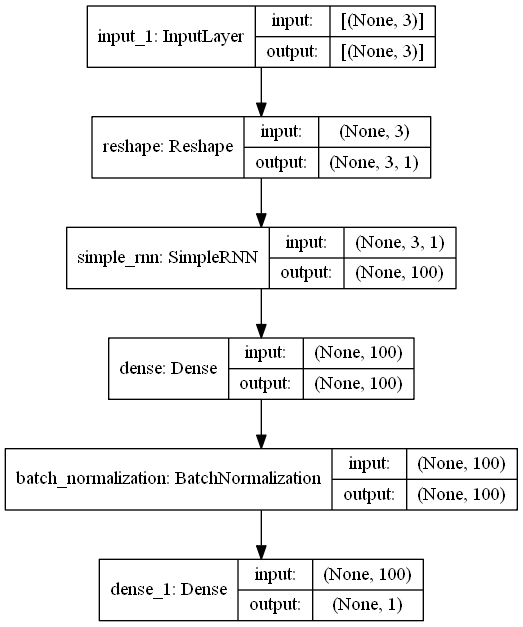 input_1: InputLayer
input: [(None, 3)]
output: [(None, 3)]
reshape: Reshape
input: (None, 3)
output: (None, 3, 1)
simple_rnn: SimpleRNN
input: (None, 3, 1)
output: (None, 100)
dense: Dense
input: (None, 100)
output: (None, 100)
batch_normalization: BatchNormalization
input: (None, 100)
output: (None, 100)
dense_1: Dense
input: (None, 100)
output: (None, 1)